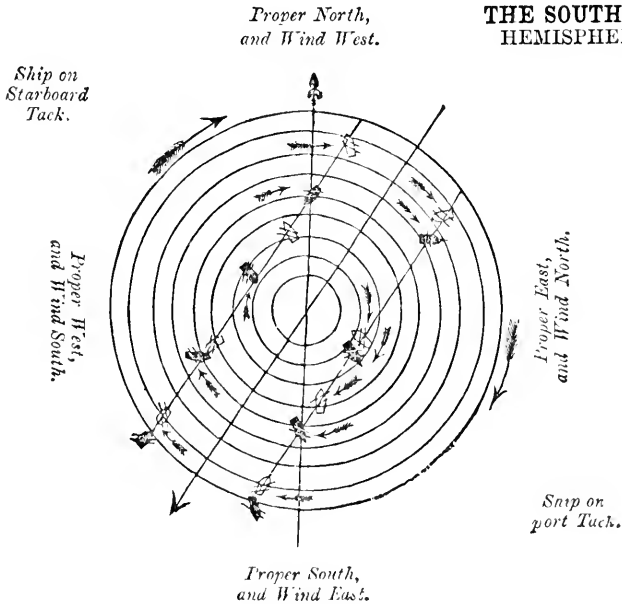 Proper North,
and Wind West.
THE SOUTH
HEMISPHE
Ship on
Starboard
Tack.
Proper West,
and Wind South.
Proper East,
and Wind North.
Snip on
port Tack.
Proper South,
and Wind East.